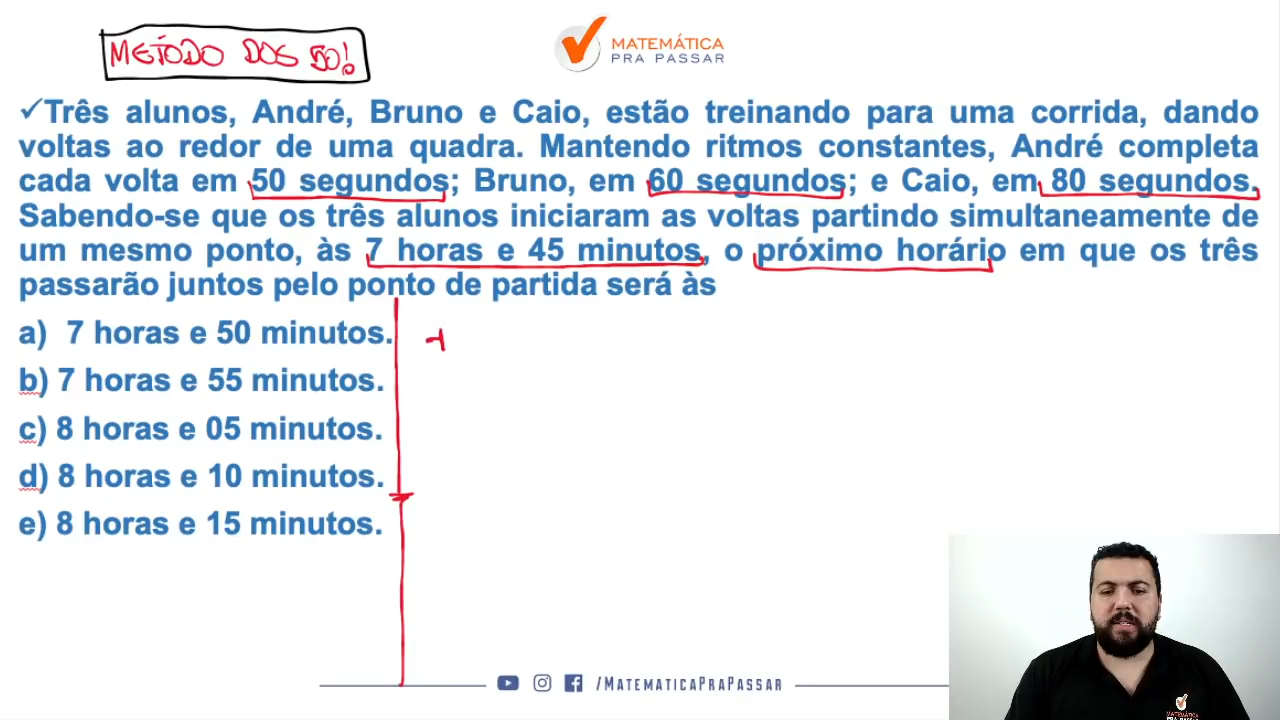 METODO DOS 50!
MATEMÁTICA
PRA PASSAR
✓Três alunos, André, Bruno e Caio, estão treinando para uma corrida, dando
voltas ao redor de uma quadra. Mantendo ritmos constantes, André completa
cada volta em 50 segundos; Bruno, em 60 segundos; e Caio, em 80 segundos.
Sabendo-se que os três alunos iniciaram as voltas partindo simultaneamente de
um mesmo ponto, às 7 horas e 45 minutos, o próximo horário em que os três
passarão juntos pelo ponto de partida será às
a) 7 horas e 50 minutos.
b) 7 horas e 55 minutos.
c) 8 horas e 05 minutos.
d) 8 horas e 10 minutos.
e) 8 horas e 15 minutos.
/MATEMATICAPRAPASSAR
MATEMÁTICA
PRA PASSAR